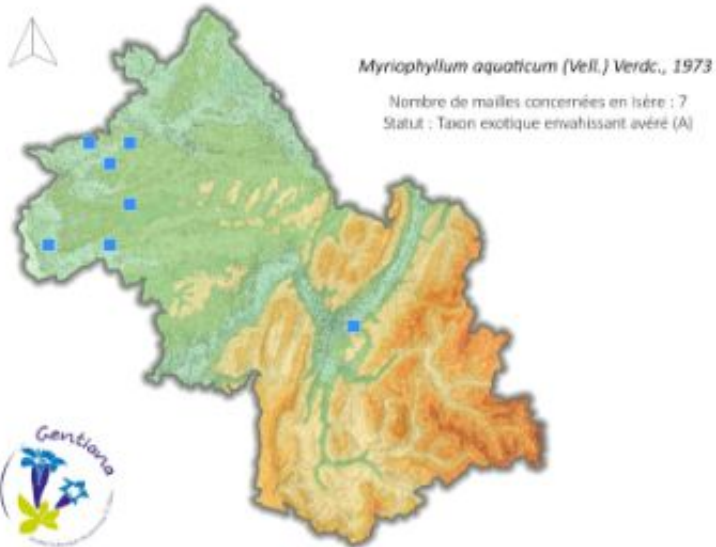 Myriophyllum aquaticum (Vell.) Verdc., 1973
Nombre de mailles concernées en Isère : 7
Statut : Taxon exotique envahissant avéré (A)
Gentiana